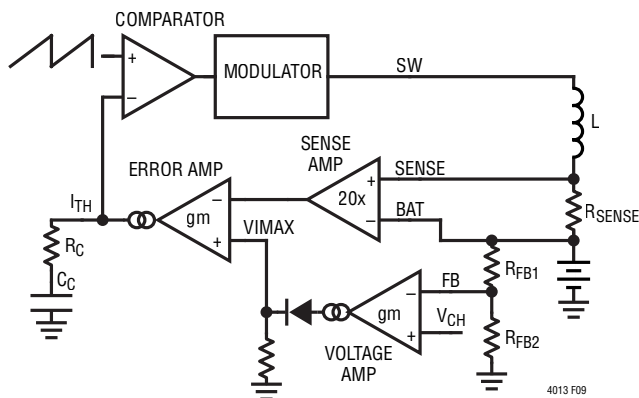 COMPARATOR
+
–
MODULATOR
SW
L
SENSE
AMP
SENSE
+
20x
–
BAT
RSENSE
ERROR AMP
ITH
gm
–
+
VIMAX
RC
CC
RFB1
FB
–
gm
VCH
+
RFB2
VOLTAGE
AMP
4013 F09